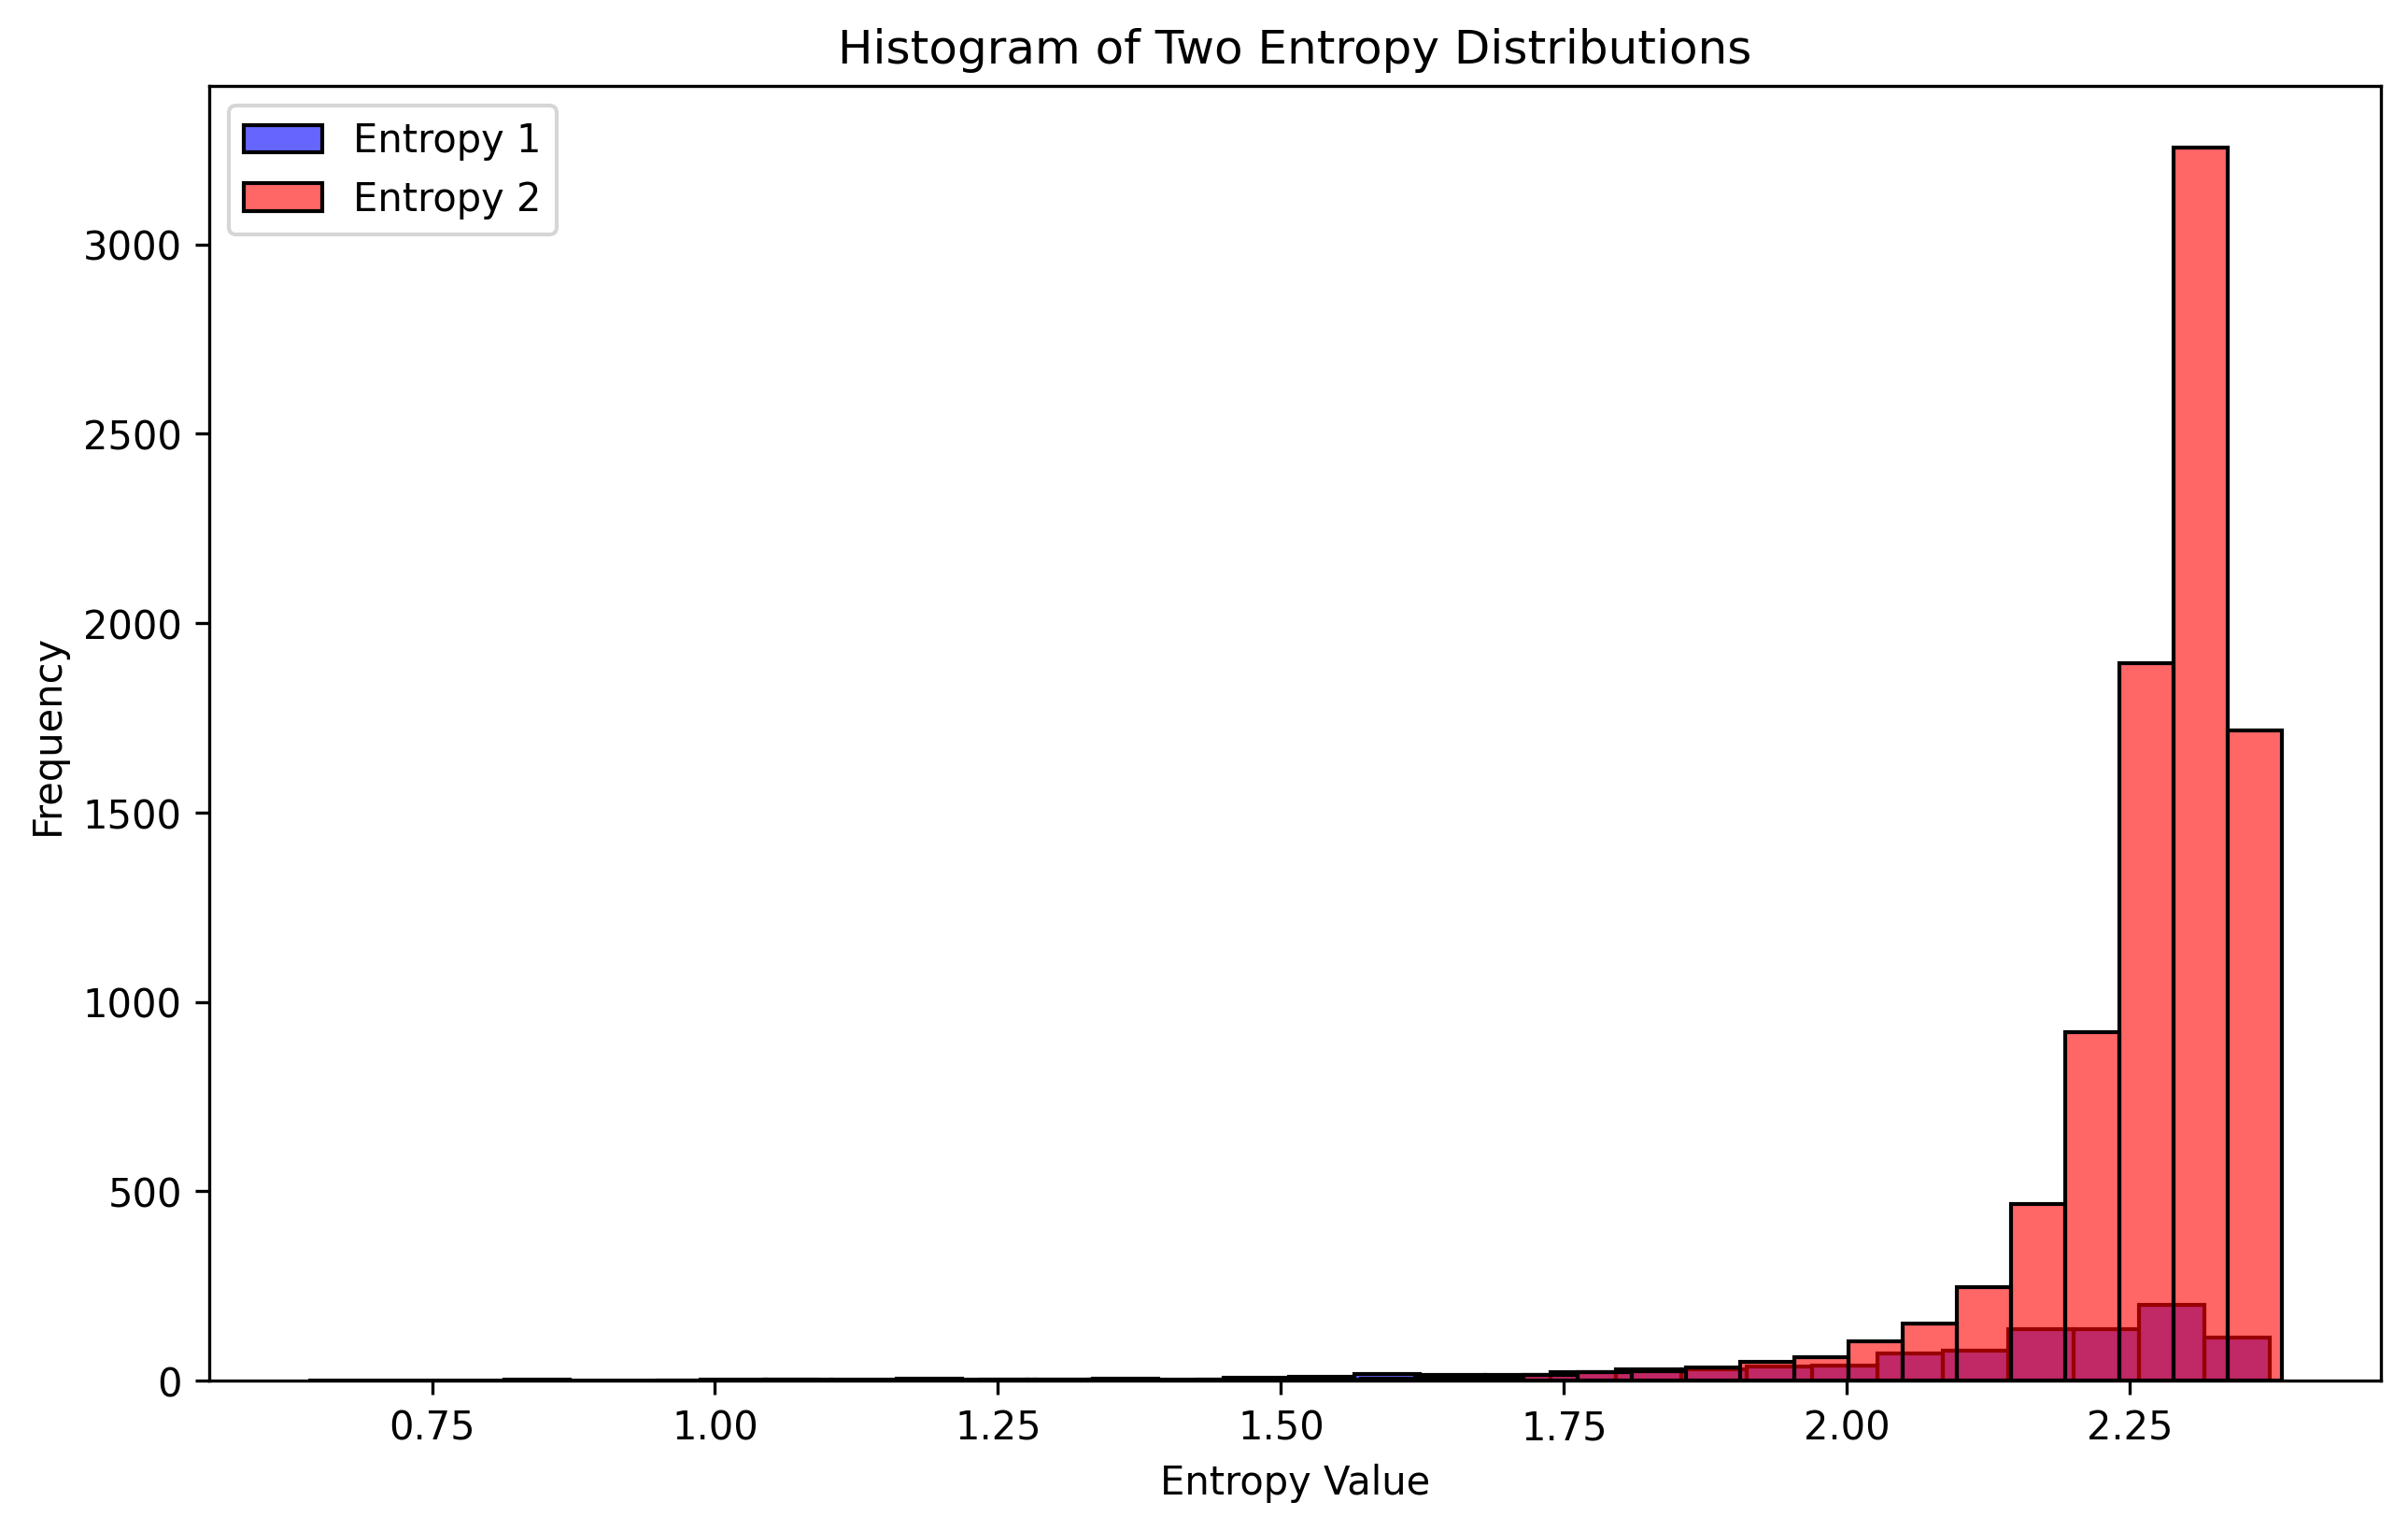 Histogram of Two Entropy Distributions
Entropy 1
Entropy 2
Frequency
3000
2500
2000
1500
1000
500
0
0.75 1.00 1.25 1.50 1.75 2.00 2.25
Entropy Value